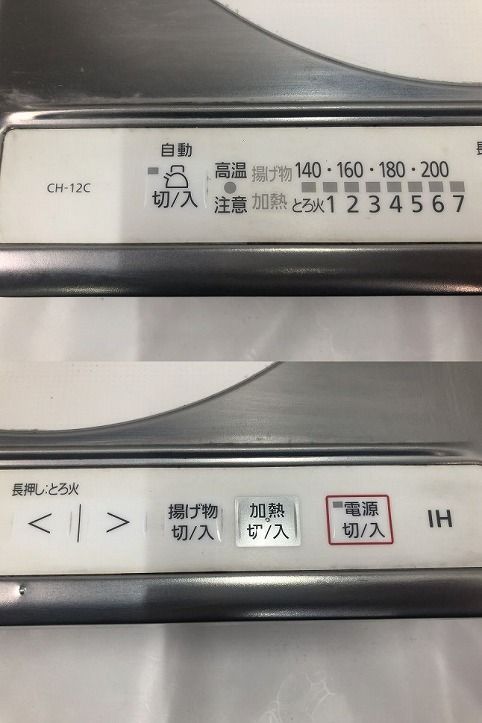 自動
CH-12C
切/入
高温
注意
揚げ物 140・160・180・200
加熱 とろ火 1 2 3 4 5 6 7
長押し:とろ火
< | >
揚げ物
切/入
加熱
切/入
電源
切/入
IH